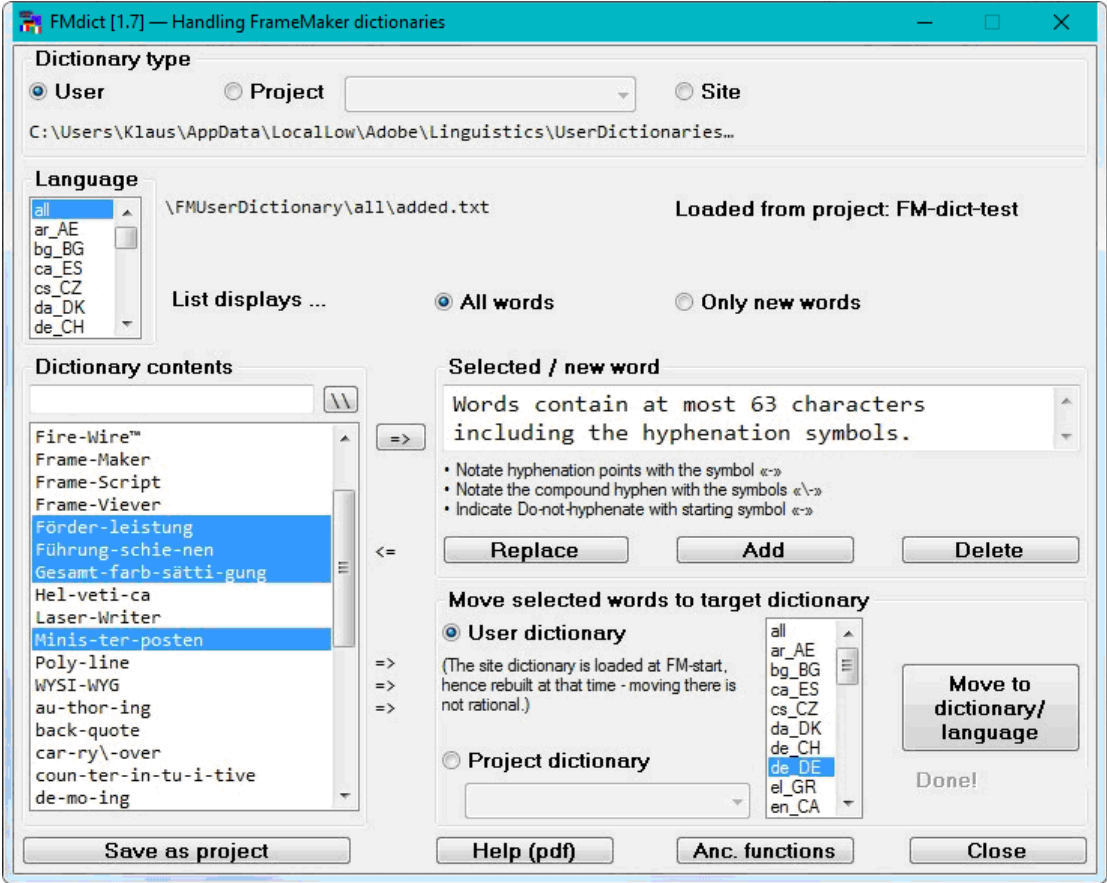 FMdict [1.7] — Handling FrameMaker dictionaries
Dictionary type
User
Project
Site
C:\Users\Klaus\AppData\LocalLow\Adobe\Linguistics\UserDictionaries…
Language
all
ar_AE
bg_BG
ca_ES
cs_CZ
da_DK
de_CH
\FMUserDictionary\all\added.txt
Loaded from project: FM-dict-test
List displays ...
All words
Only new words
Dictionary contents
\\
Fire-Wire™
Frame-Maker
Frame-Script
Frame-Viever
Förder-leistung
Führung-schie-nen
Gesamt-farb-sätti-gung
Hel-veti-ca
Laser-Writer
Minis-ter-posten
Poly-line
WYSI-WYG
au-thor-ing
back-quote
car-ry\-over
coun-ter-in-tu-i-tive
de-mo-ing
=>
<=
=>
=>
=>
Selected / new word
Words contain at most 63 characters
including the hyphenation symbols.
• Notate hyphenation points with the symbol «-»
• Notate the compound hyphen with the symbols «\-»
• Indicate Do-not-hyphenate with starting symbol «-»
Replace
Add
Delete
Move selected words to target dictionary
User dictionary
(The site dictionary is loaded at FM-start,
hence rebuilt at that time - moving there is
not rational.)
Project dictionary
all
ar_AE
bg_BG
ca_ES
cs_CZ
da_DK
de_CH
de_DE
el_GR
en_CA
Move to
dictionary/
language
Done!
Save as project
Help (pdf)
Anc. functions
Close